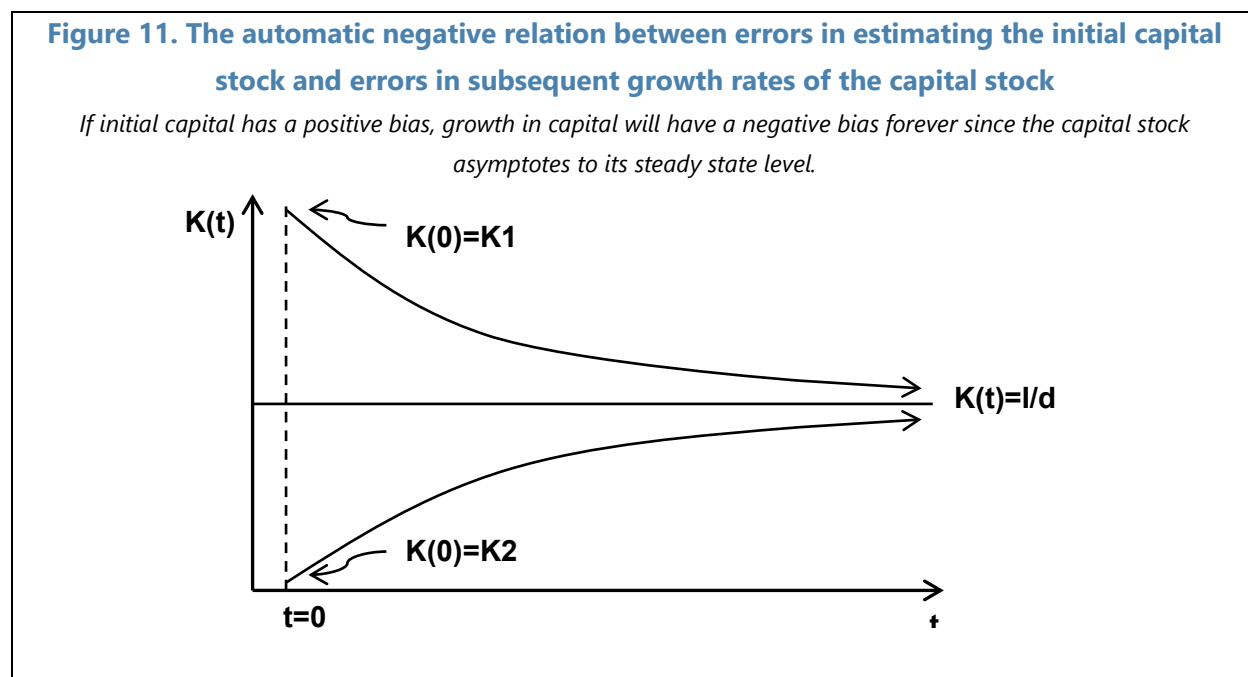 Figure 11. The automatic negative relation between errors in estimating the initial capital
stock and errors in subsequent growth rates of the capital stock
If initial capital has a positive bias, growth in capital will have a negative bias forever since the capital stock
asymptotes to its steady state level.
K(t)
K(0)=K1
K(t)=I/d
K(0)=K2
t=0
t